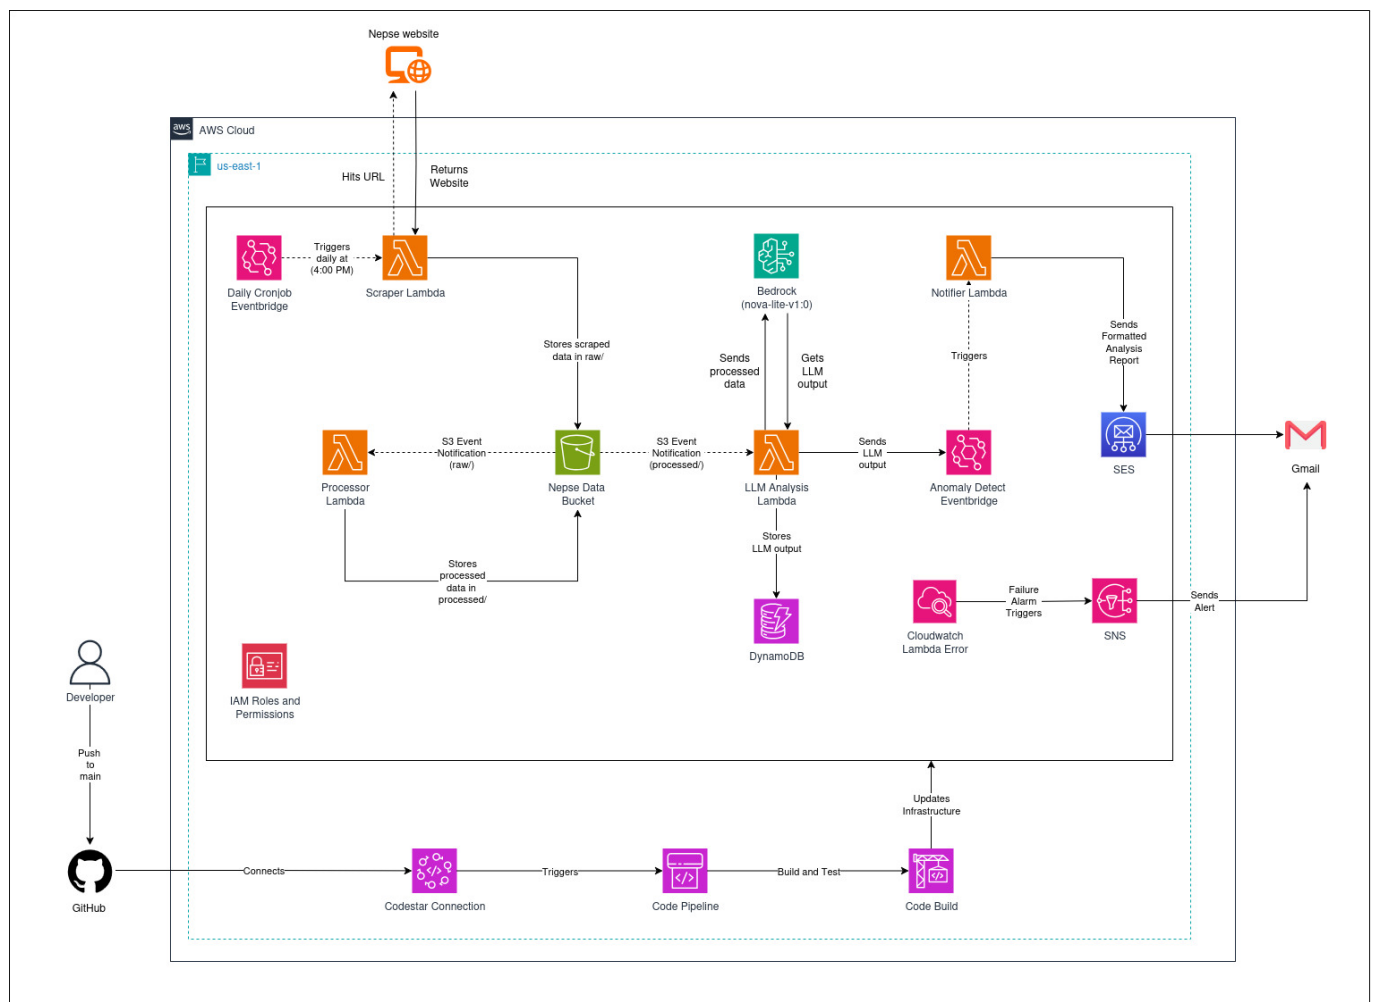 Nepse website
aws
AWS Cloud
us-east-1
Hits URL
Returns
Website
Daily Cronjob
Eventbridge
Triggers
daily at
(4:00 PM)
Scraper Lambda
Bedrock
(nova-lite-v1:0)
Notifier Lambda
Stores scraped
data in raw/
Sends
processed
data
Gets
LLM
output
Triggers
Sends
Formatted
Analysis
Report
Processor
Lambda
S3 Event
Notification
(raw/)
Nepse Data
Bucket
S3 Event
Notification
(processed/)
LLM Analysis
Lambda
Sends
LLM
output
Anomaly Detect
Eventbridge
SES
Gmail
Stores
processed
data in
processed/
Stores
LLM output
DynamoDB
Cloudwatch
Lambda Error
Failure
Alarm
Triggers
SNS
Sends
Alert
IAM Roles and
Permissions
Developer
Push
to
main
GitHub
Connects
Codestar Connection
Triggers
Code Pipeline
Build and Test
Code Build
Updates
Infrastructure